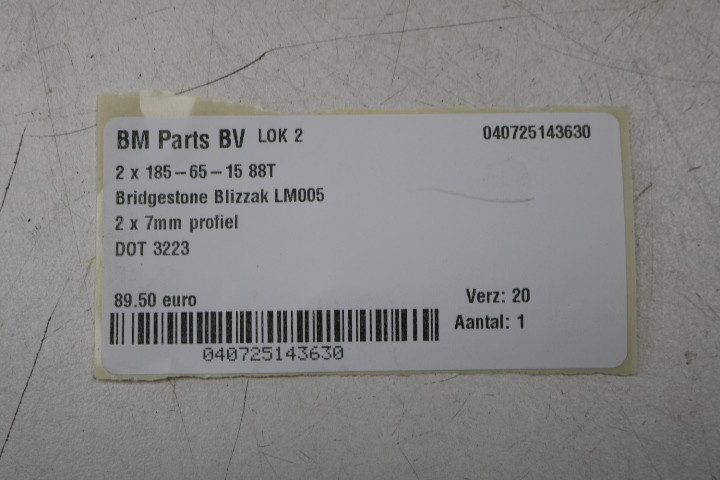 BM Parts BV LOK 2 040725143630
2 x 185-65-15 88T
Bridgestone Blizzak LM005
2 x 7mm profiel
DOT 3223
89.50 euro Verz: 20
Aantal: 1
040725143630